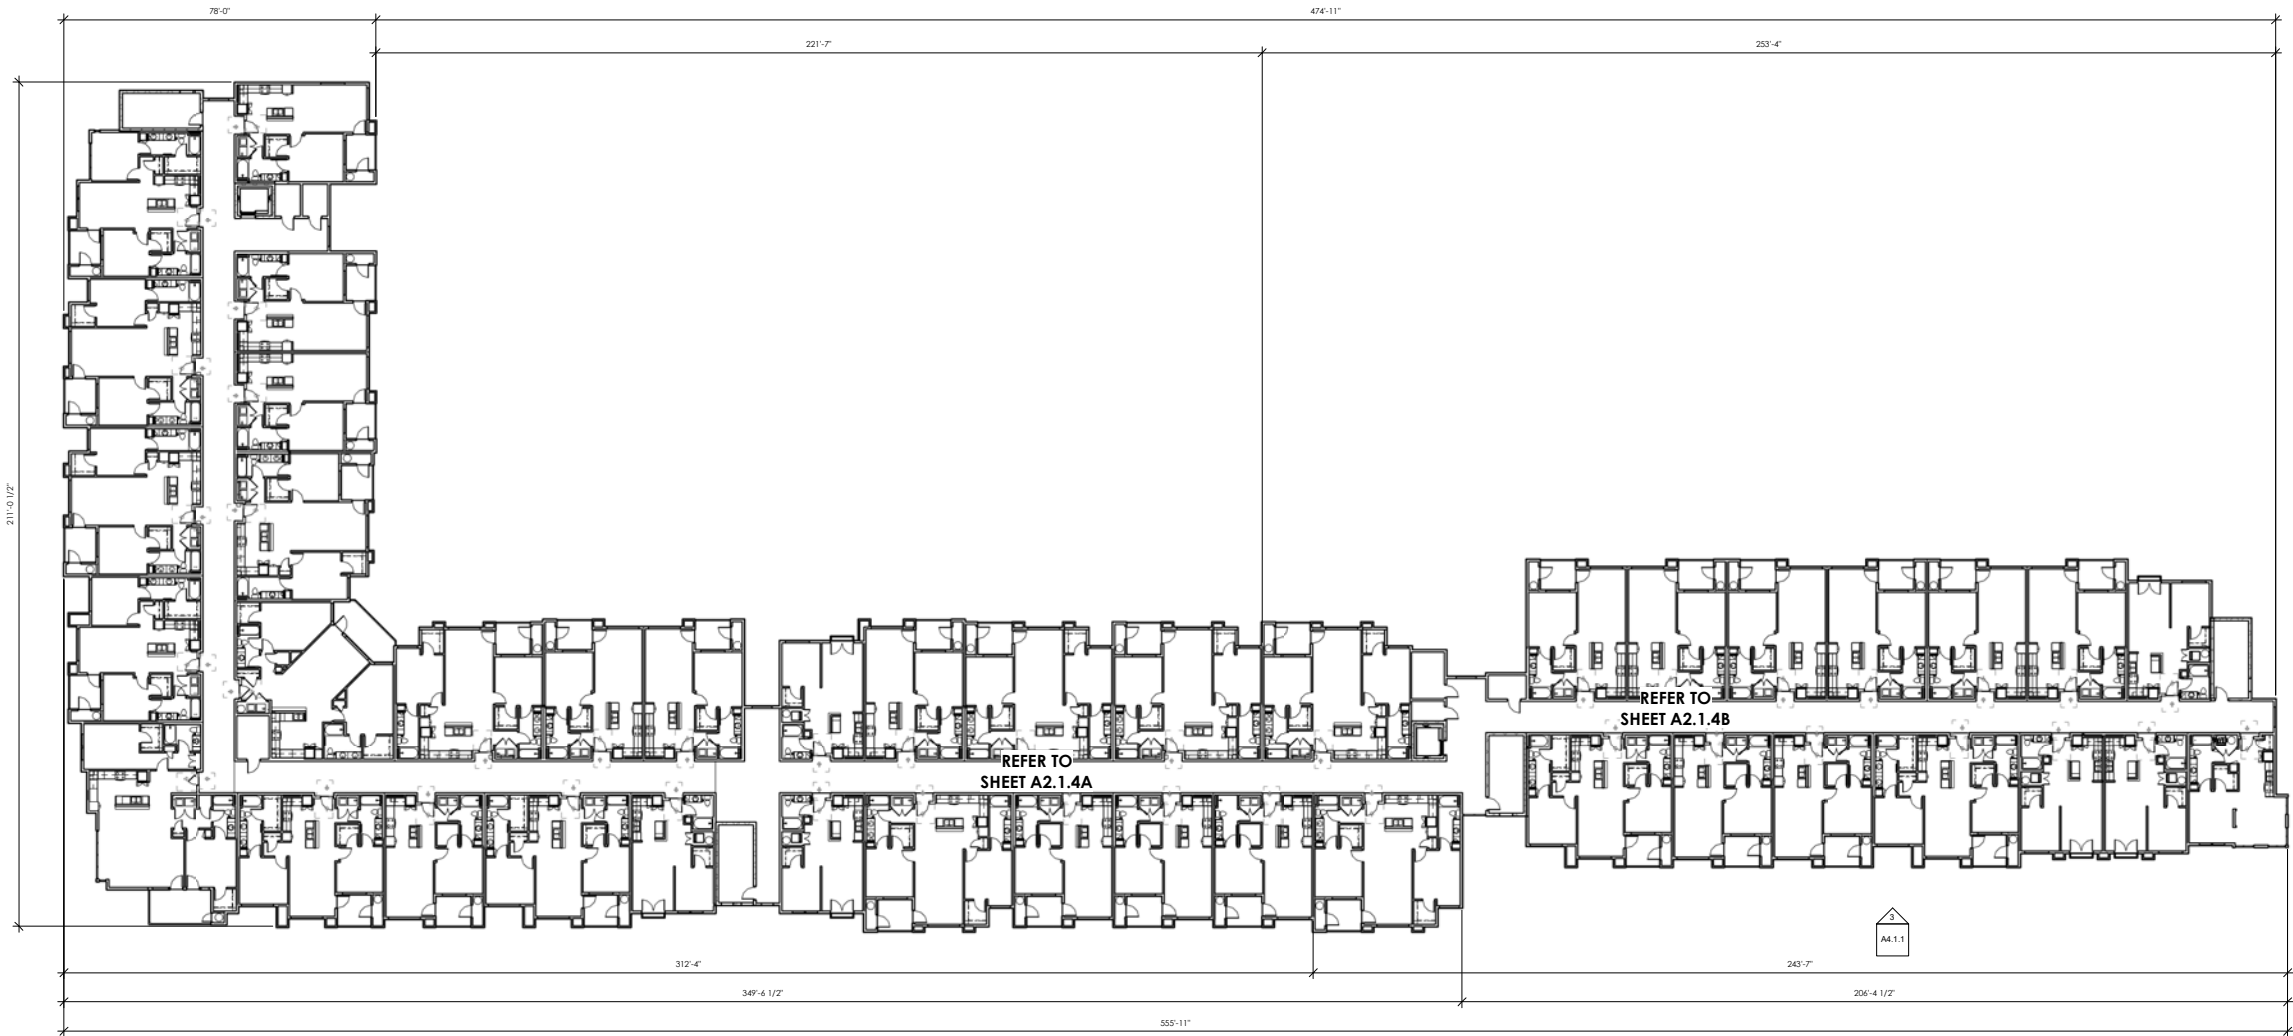 78'-0"
474'-11"
221'-7"
253'-4"
211'-0 1/2"
REFER TO
SHEET A2.1.4B
REFER TO
SHEET A2.1.4A
3
A4.1.1
312'-4"
243'-7"
349'-6 1/2"
206'-4 1/2"
555'-11"